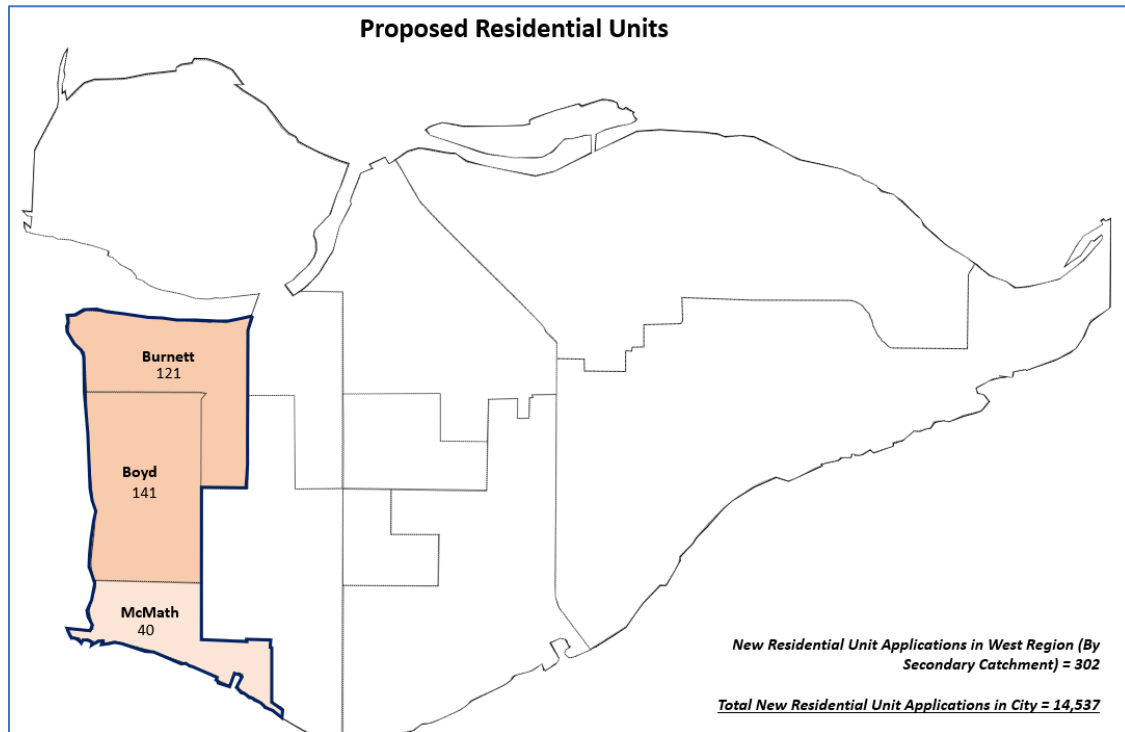 Proposed Residential Units
Burnett
121
Boyd
141
McMath
40
New Residential Unit Applications in West Region (By
Secondary Catchment) = 302
Total New Residential Unit Applications in City = 14,537